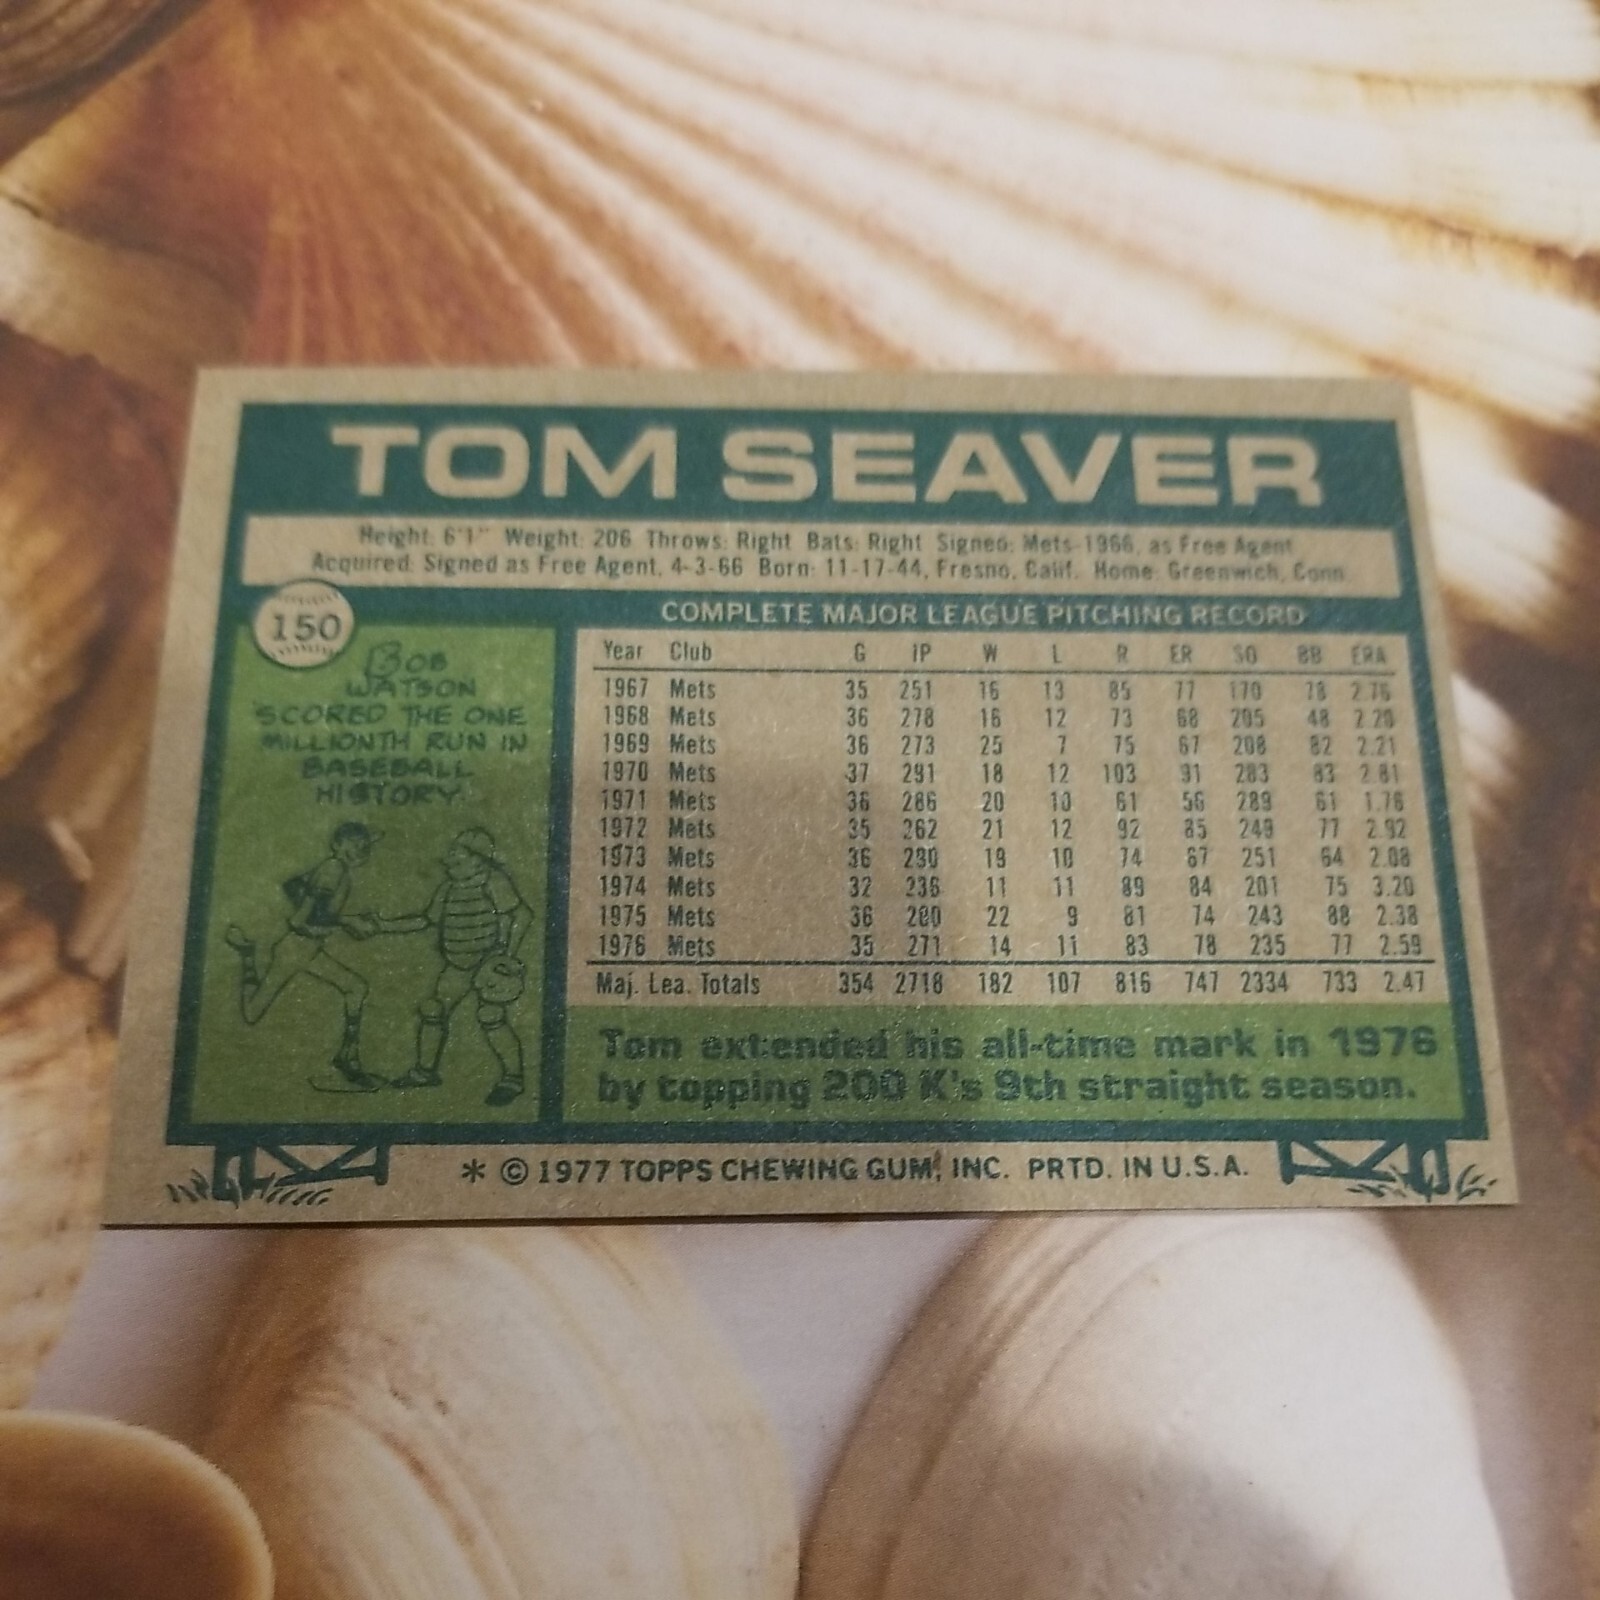 TOM SEAVER
Height: 6'1" Weight: 206 Throws: Right Bats: Right Signed: Mets-1966, as Free Agent
Acquired: Signed as Free Agent, 4-3-66 Born: 11-17-44, Fresno, Calif. Home: Greenwich, Conn.
150
BOB
WATSON
SCORED THE ONE
MILLIONTH RUN IN
BASEBALL
HISTORY.
COMPLETE MAJOR LEAGUE PITCHING RECORD
Year Club G IP W L R ER SO BB ERA
1967 Mets 35 251 16 13 85 77 170 78 2.76
1968 Mets 36 278 16 12 73 68 205 48 2.20
1969 Mets 36 273 25 7 75 67 208 82 2.21
1970 Mets 37 291 18 12 103 91 283 83 2.81
1971 Mets 36 286 20 10 61 56 289 61 1.76
1972 Mets 35 262 21 12 92 85 249 77 2.92
1973 Mets 36 290 19 10 74 67 251 64 2.08
1974 Mets 32 236 11 11 89 84 201 75 3.20
1975 Mets 36 280 22 9 81 74 243 88 2.38
1976 Mets 35 271 14 11 83 78 235 77 2.59
Maj. Lea. Totals 354 2718 182 107 816 747 2334 733 2.47
Tom extended his all-time mark in 1976
by topping 200 K's 9th straight season.
* © 1977 TOPPS CHEWING GUM, INC. PRTD. IN U.S.A.